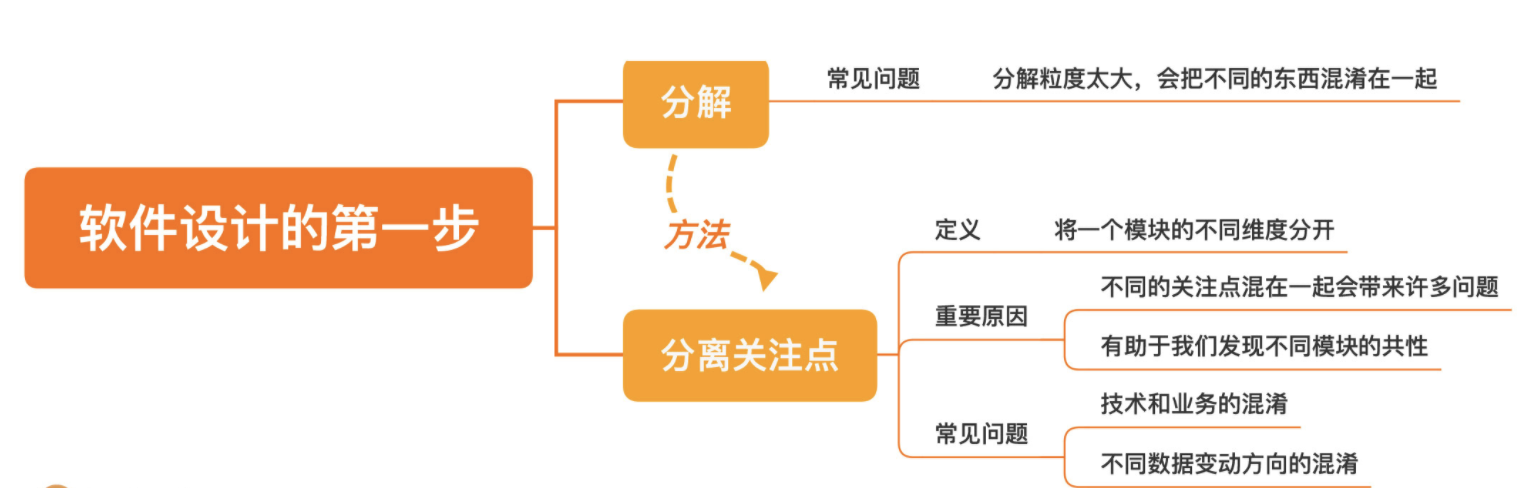 软件设计的第一步
分解
常见问题
分解粒度太大，会把不同的东西混淆在一起
方法
分离关注点
定义
将一个模块的不同维度分开
重要原因
不同的关注点混在一起会带来许多问题
有助于我们发现不同模块的共性
常见问题
技术和业务的混淆
不同数据变动方向的混淆